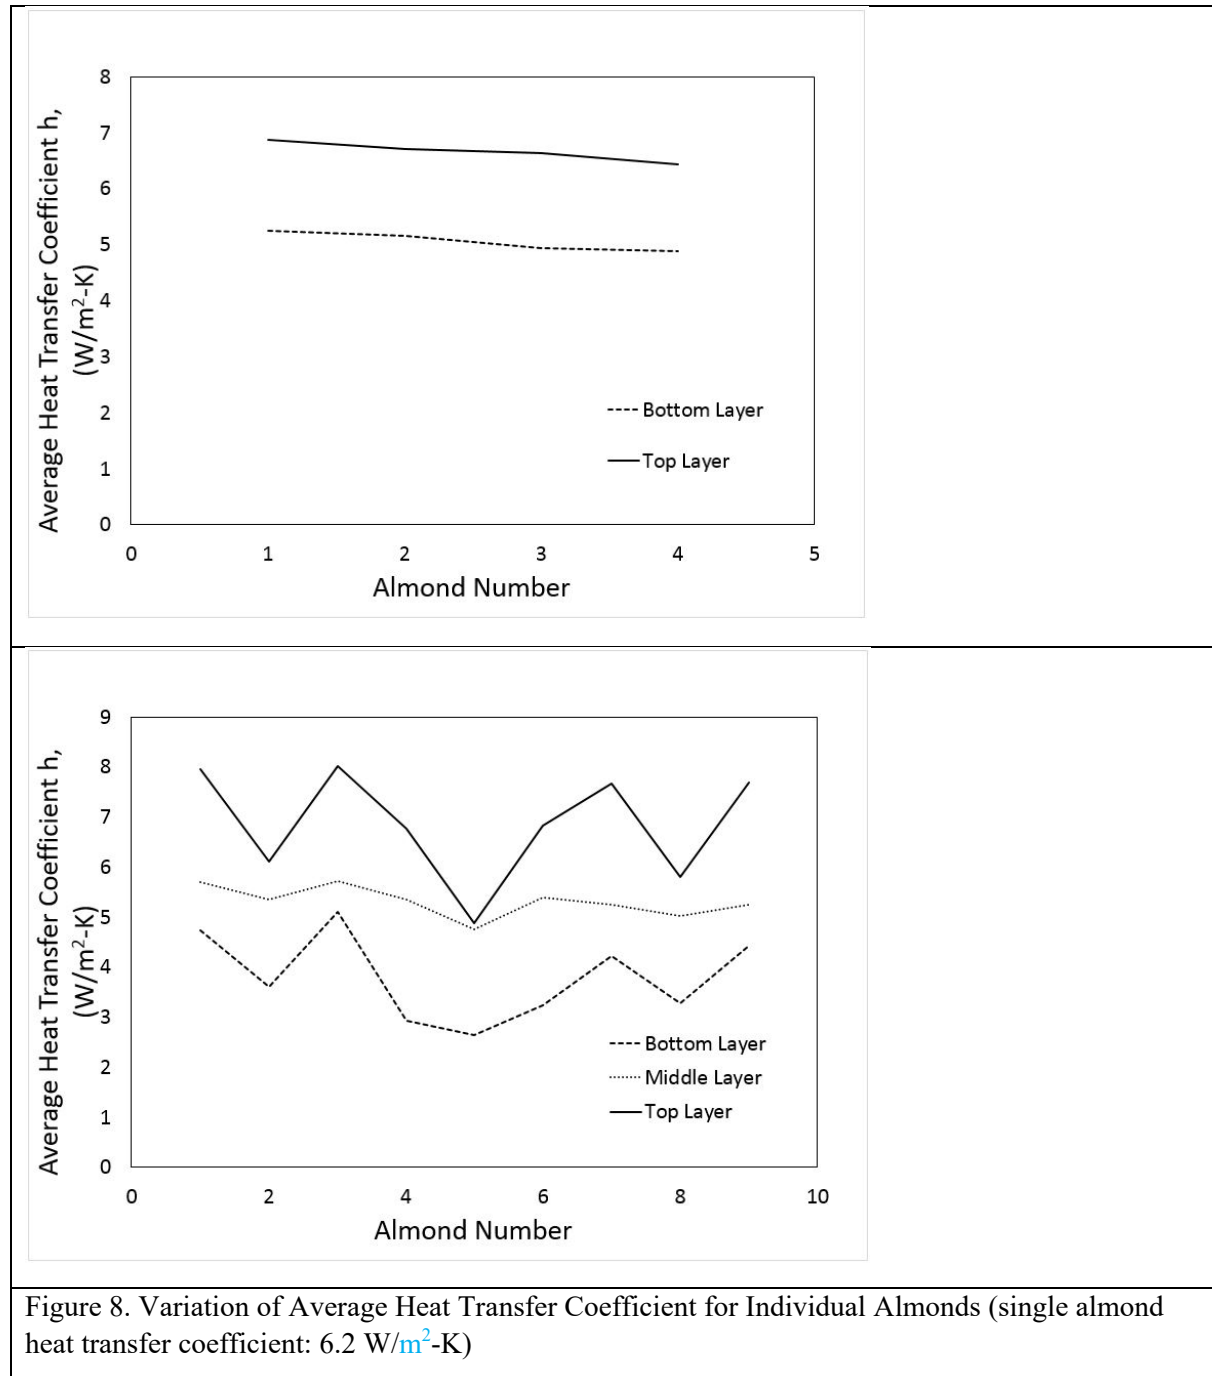 Average Heat Transfer Coefficient h,
(W/m²-K)
8
7
6
5
4
3
2
1
0
Bottom Layer
Top Layer
0 1 2 3 4 5
Almond Number
Average Heat Transfer Coefficient h,
(W/m²-K)
9
8
7
6
5
4
3
2
1
0
Bottom Layer
Middle Layer
Top Layer
0 2 4 6 8 10
Almond Number
Figure 8. Variation of Average Heat Transfer Coefficient for Individual Almonds (single almond
heat transfer coefficient: 6.2 W/m²-K)